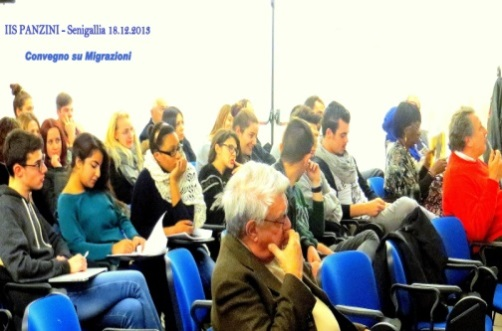 IIS PANZINI - Senigallia 18.12.2015
Convegno su Migrazioni